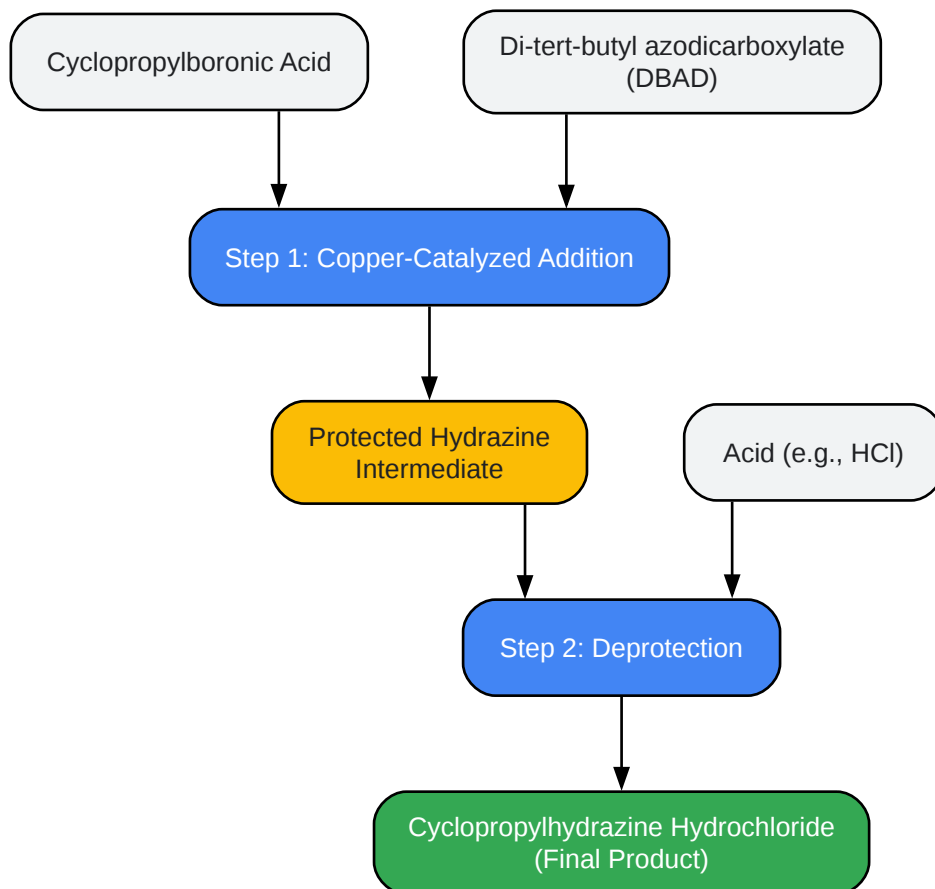 Cyclopropylboronic Acid
Di-tert-butyl azodicarboxylate
(DBAD)
Step 1: Copper-Catalyzed Addition
Protected Hydrazine
Intermediate
Acid (e.g., HCl)
Step 2: Deprotection
Cyclopropylhydrazine Hydrochloride
(Final Product)